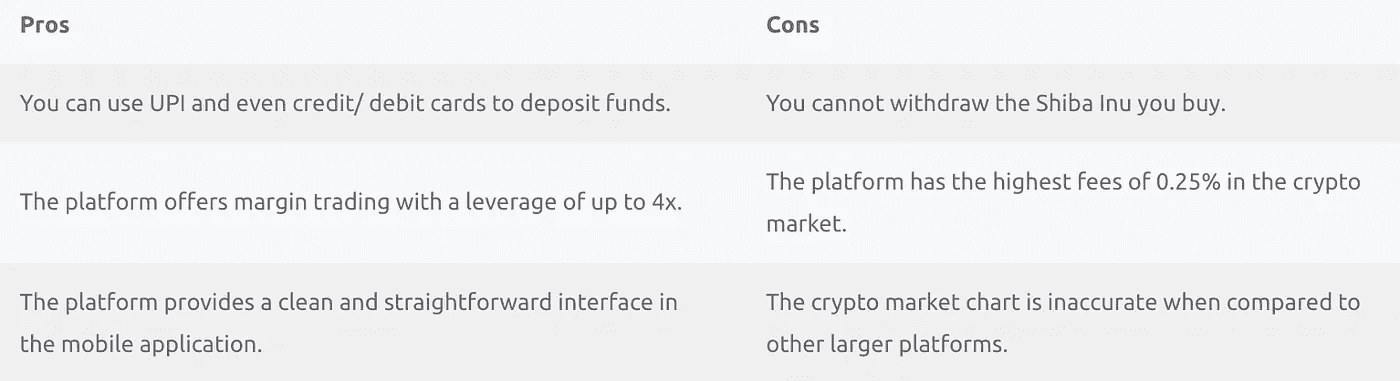 Pros
Cons
You can use UPI and even credit/ debit cards to deposit funds.
You cannot withdraw the Shiba Inu you buy.
The platform offers margin trading with a leverage of up to 4x.
The platform has the highest fees of 0.25% in the crypto
market.
The platform provides a clean and straightforward interface in
the mobile application.
The crypto market chart is inaccurate when compared to
other larger platforms.